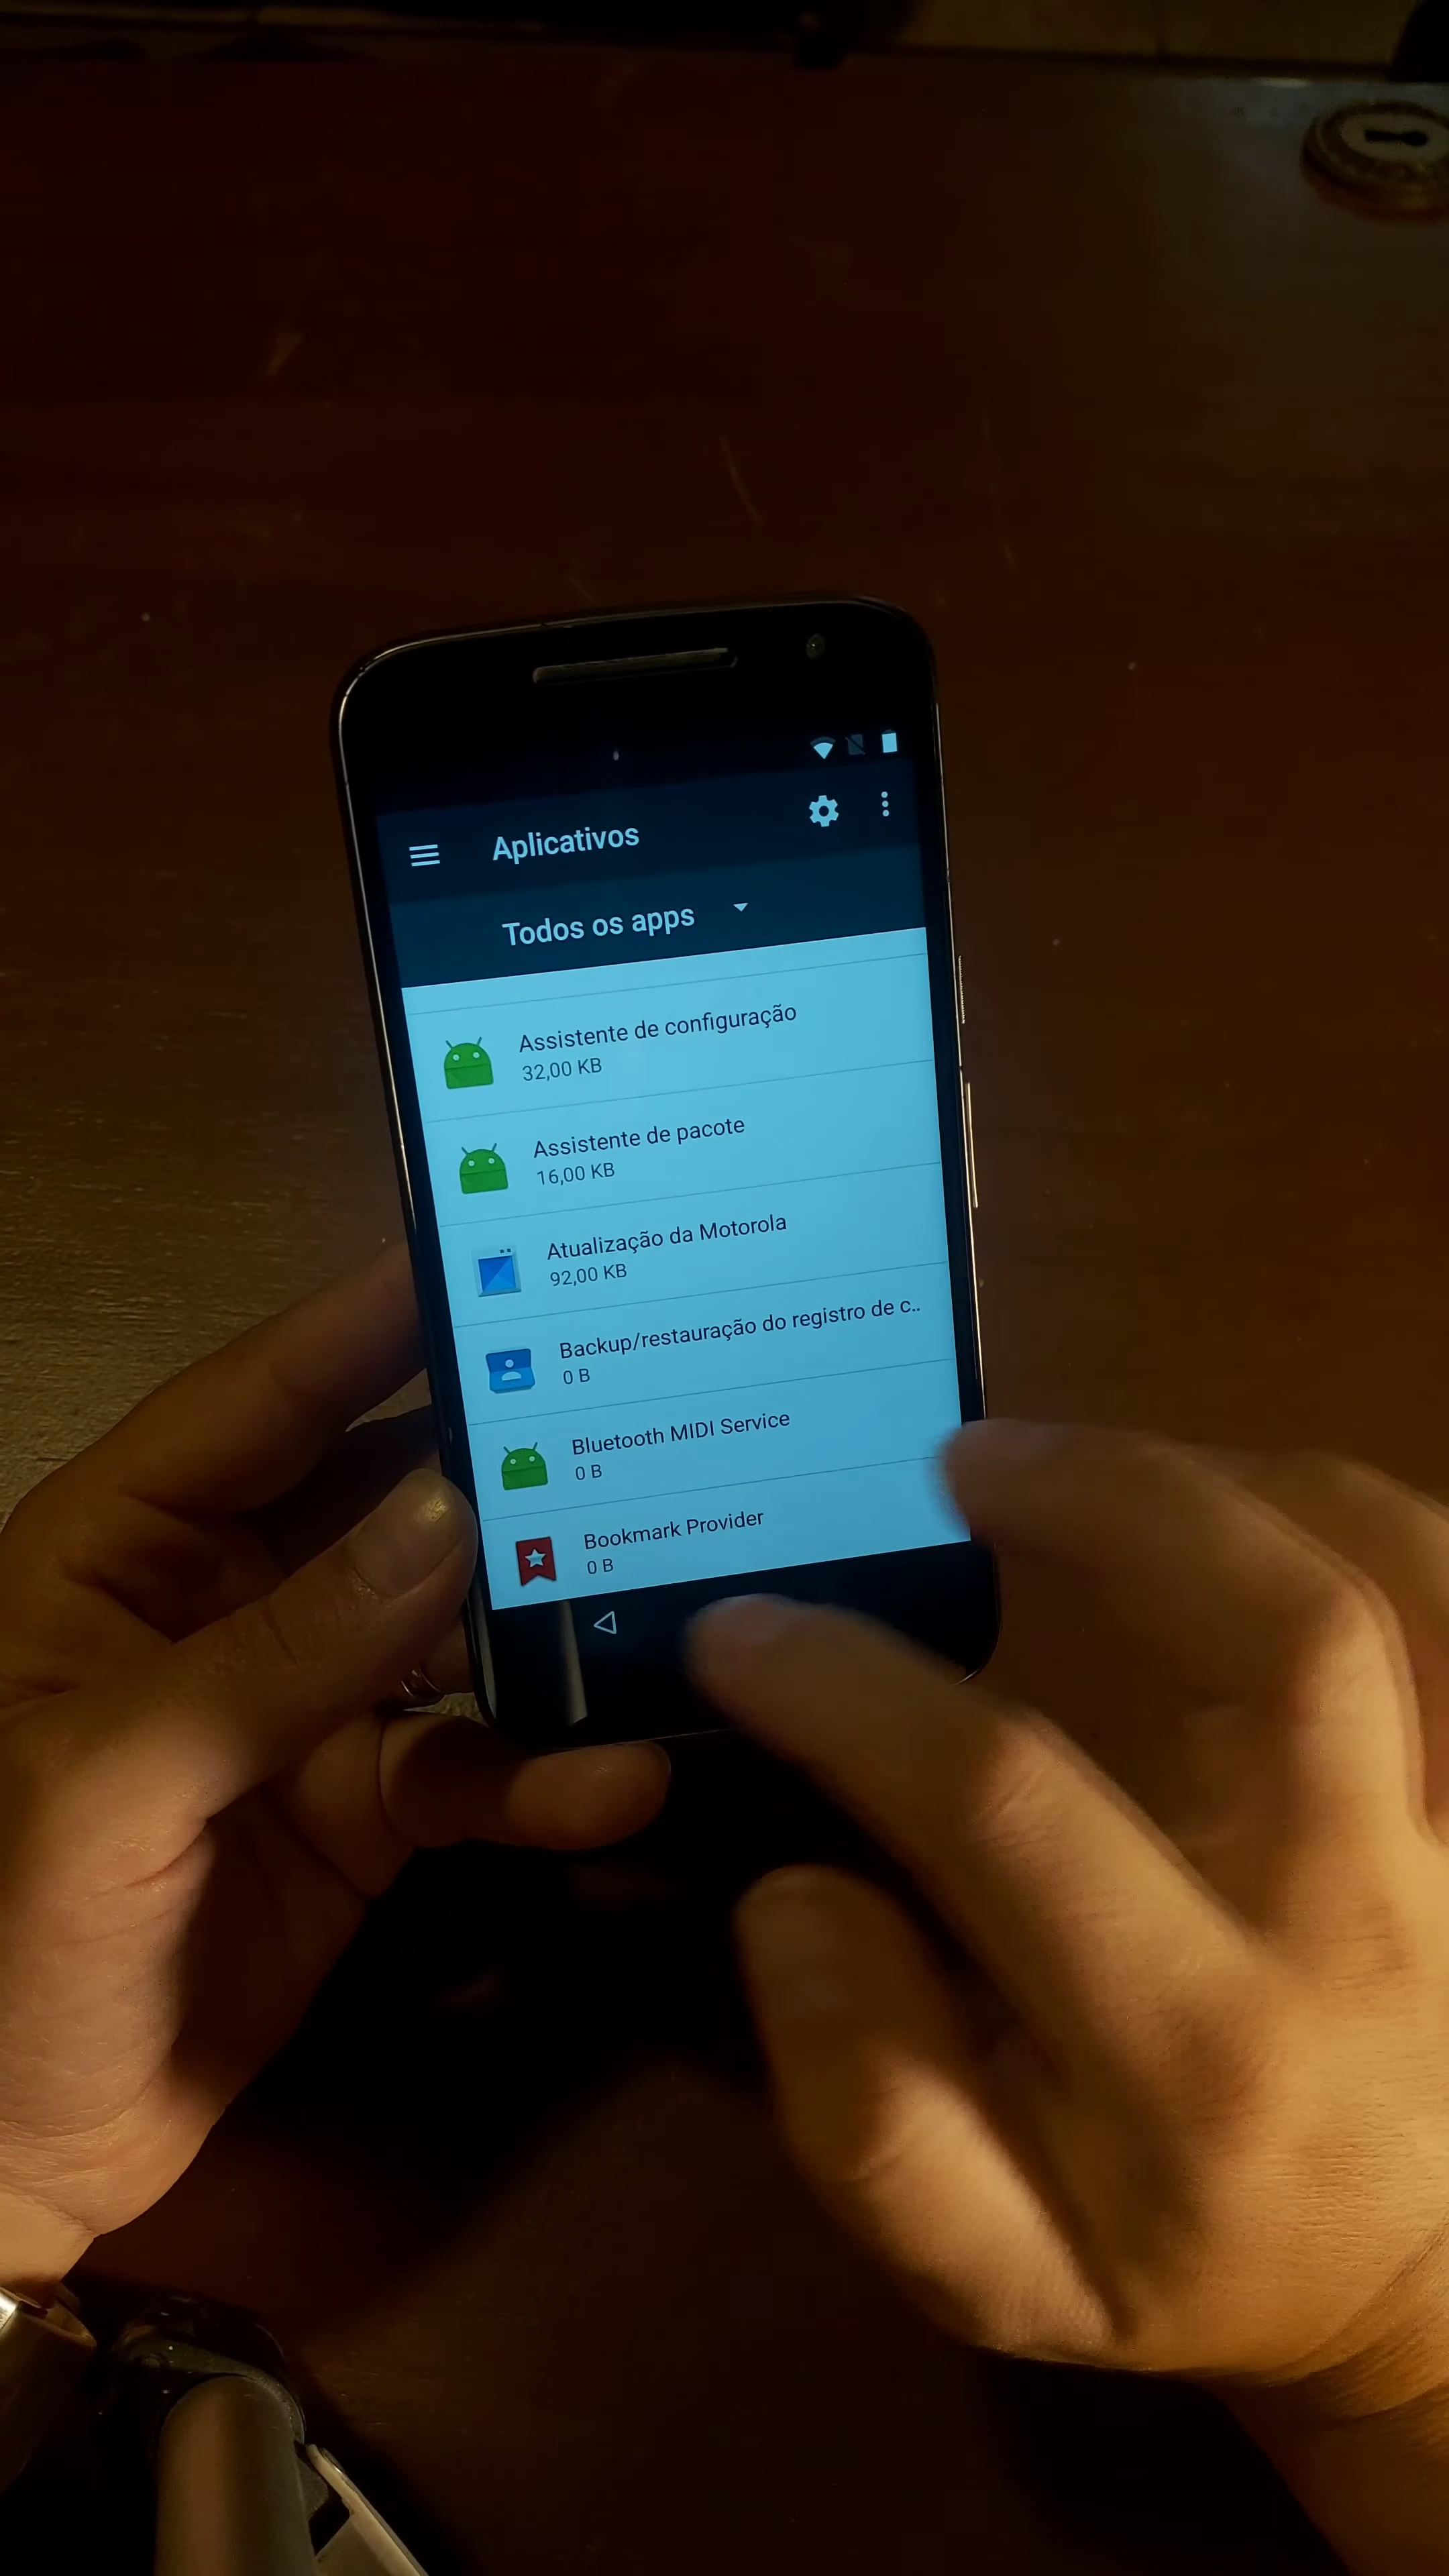 Aplicativos
Todos os apps
Assistente de configuração
32,00 KB
Assistente de pacote
16,00 KB
Atualização da Motorola
92,00 KB
Backup/restauração do registro de c..
0 B
Bluetooth MIDI Service
0 B
Bookmark Provider
0 B